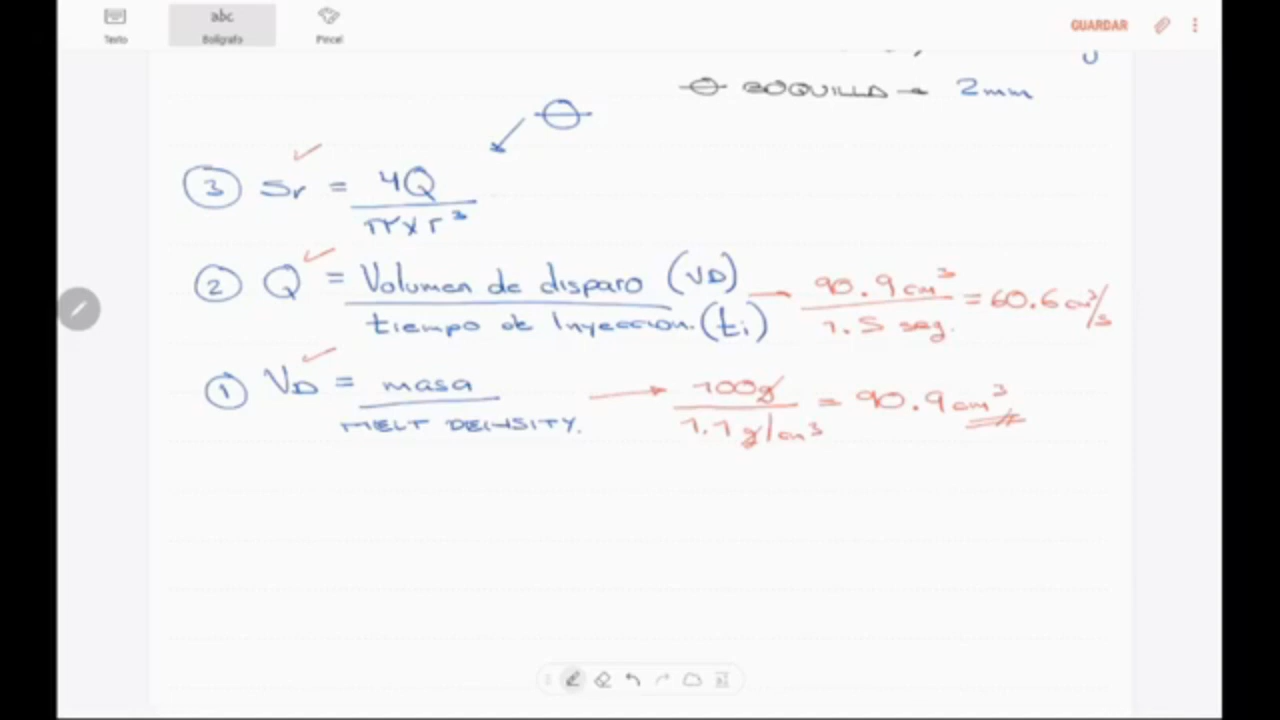 abc
Texto
Bolígrafo
Pincel
GUARDAR
BOQUILLA → 2mm
③ Sr = 4Q / π x r³
② Q = Volumen de disparo (VD) / tiempo de Inyeccion. (ti) → 90.9 cm³ / 1.5 seg. = 60.6 cm³/s
① VD = masa / MELT DENSITY. → 100g / 1.1 g/cm³ = 90.9 cm³